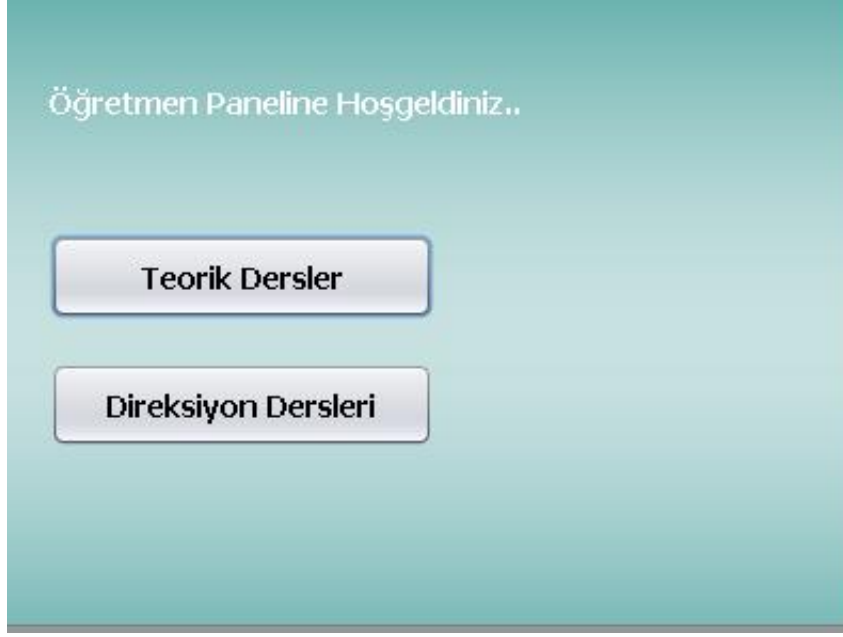 Öğretmen Paneline Hoşgeldiniz..
Teorik Dersler
Direksiyon Dersleri